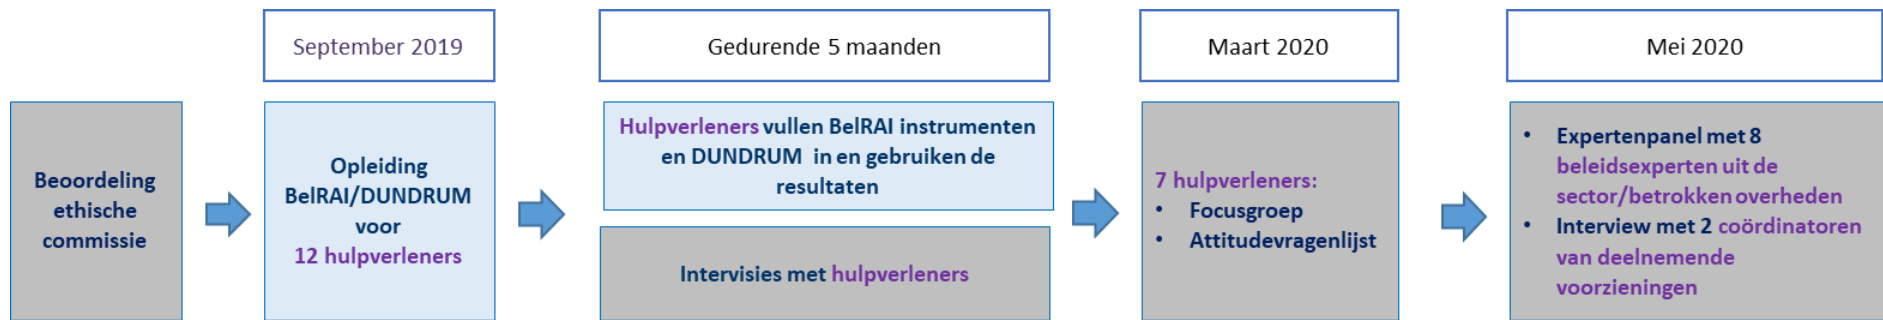 September 2019
Gedurende 5 maanden
Maart 2020
Mei 2020
Beoordeling
ethische
commissie
Opleiding
BelRAI/DUNDRUM
voor
12 hulpverleners
Hulpverleners vullen BelRAI instrumenten
en DUNDRUM in en gebruiken de
resultaten
Intervisies met hulpverleners
7 hulpverleners:
• Focusgroep
• Attitudevragenlijst
• Expertenpanel met 8
beleidsexperten uit de
sector/betrokken overheden
• Interview met 2 coördinatoren
van deelnemende
voorzieningen